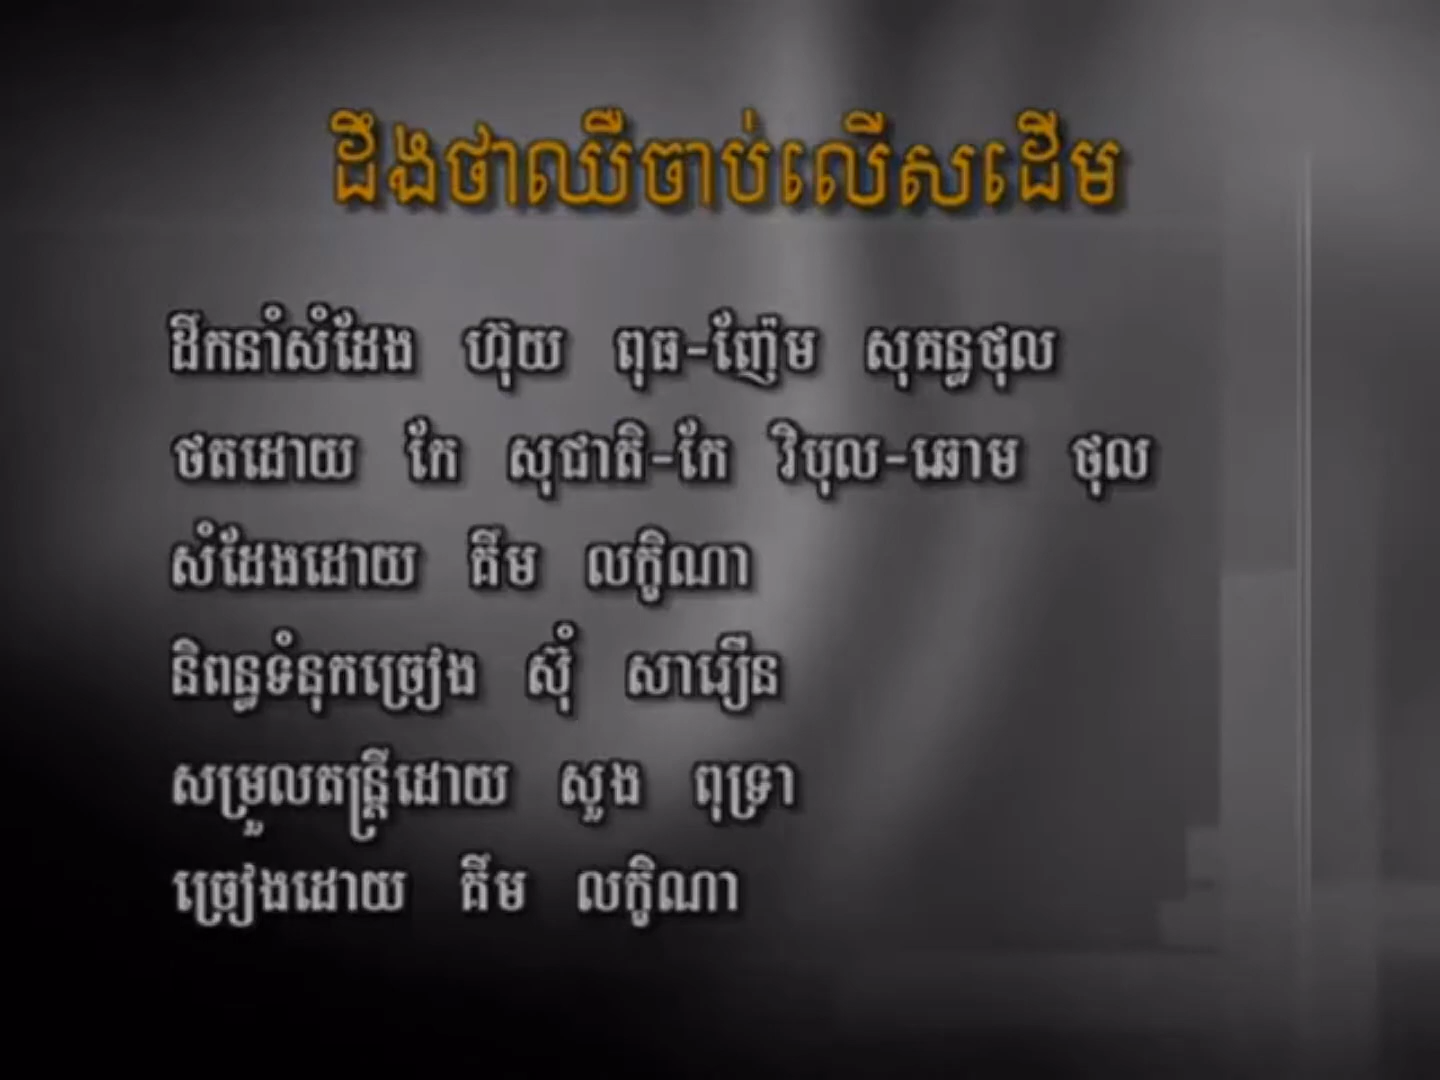 ដឹងថាឈឺចាប់លើសដើម
ដឹកនាំសំដែង ហ៊ុយ ពុធ-ញ៉ែម សុគន្ធថុល
ថតដោយ កែ សុជាតិ-កែ វិបុល-ឆោម ថុល
សំដែងដោយ គឹម លក្ខិណា
និពន្ធទំនុកច្រៀង ស៊ុំ សារឿន
សម្រួលតន្ត្រីដោយ សួង ពុទ្រា
ច្រៀងដោយ គឹម លក្ខិណា